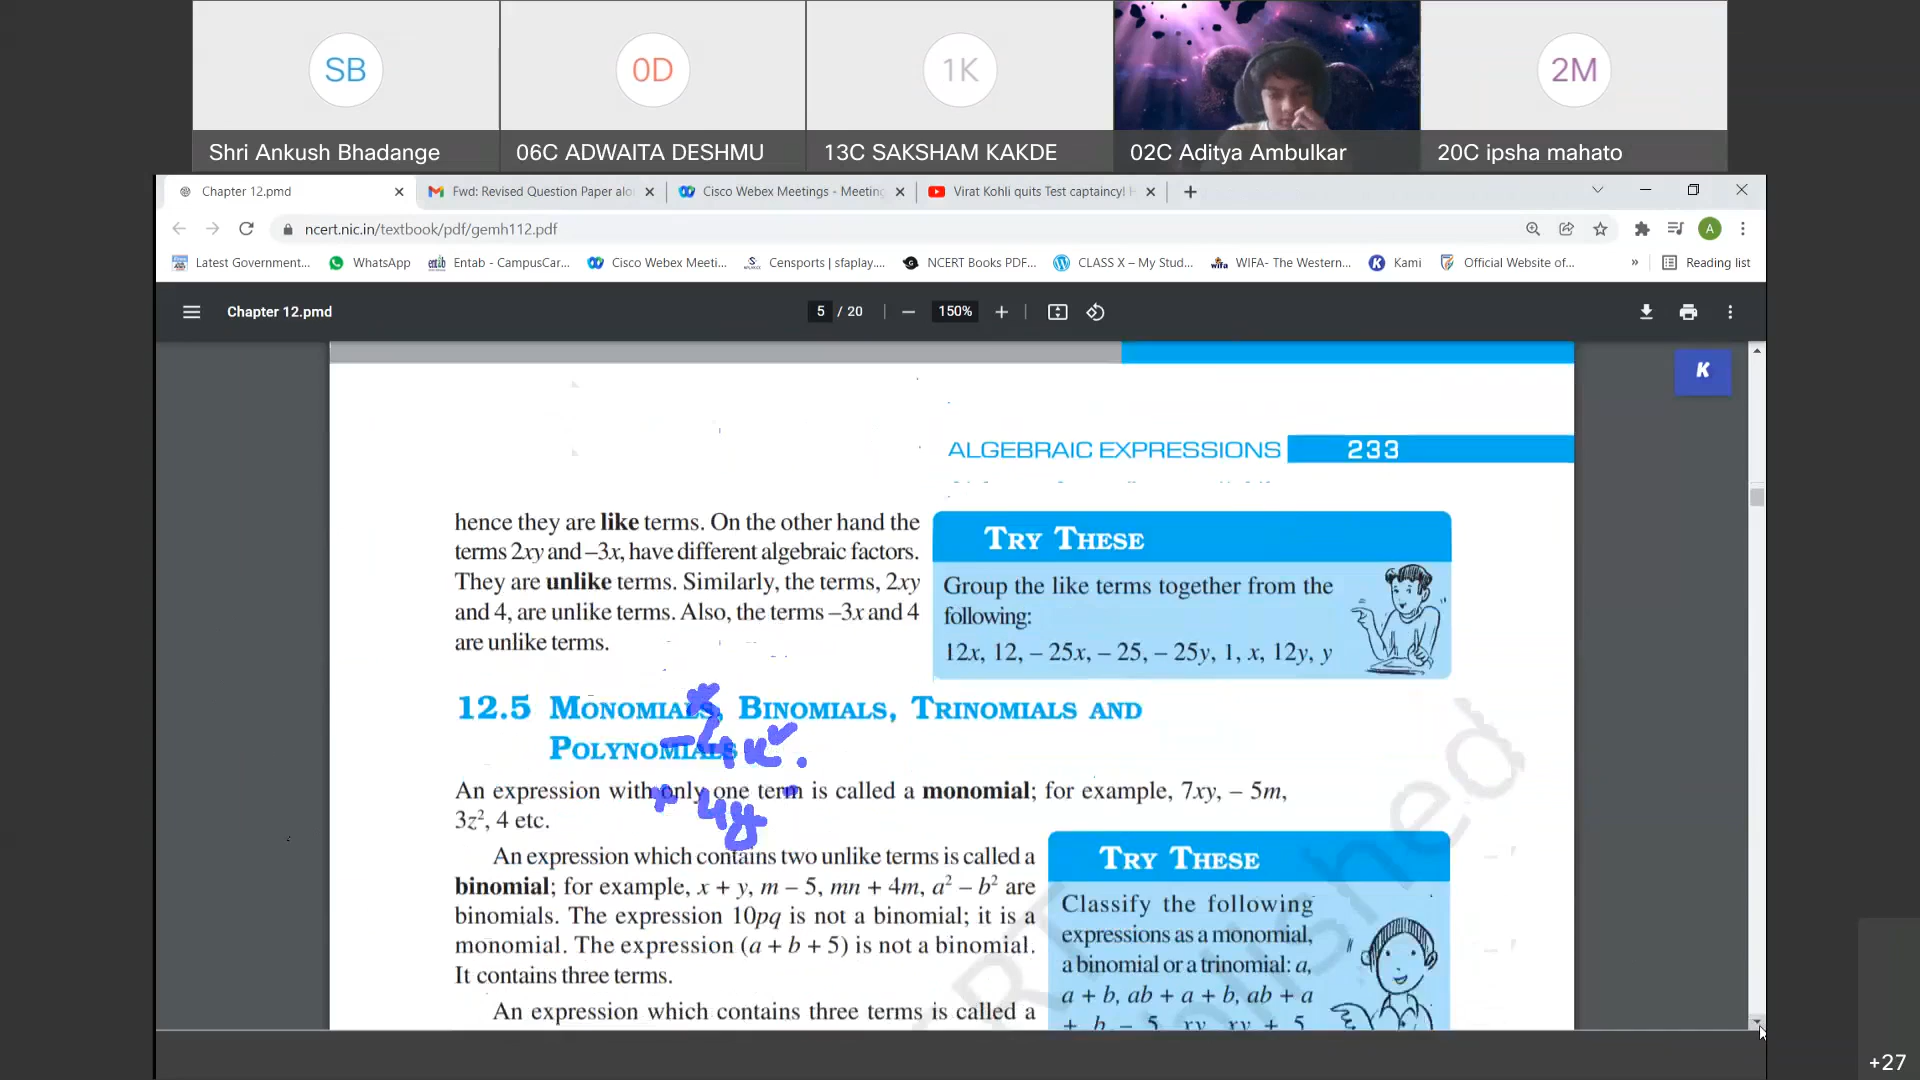 SB
0D
1K
2M
Shri Ankush Bhadange
06C ADWAITA DESHMU
13C SAKSHAM KAKDE
02C Aditya Ambulkar
20C ipsha mahato
Chapter 12.pmd
Fwd: Revised Question Paper alo
Cisco Webex Meetings - Meeting
Virat Kohli quits Test captaincy!
ncert.nic.in/textbook/pdf/gemh112.pdf
A
Latest Government...
WhatsApp
Entab - CampusCar...
Cisco Webex Meeti...
Censports | sfaplay....
NCERT Books PDF...
CLASS X – My Stud...
WIFA- The Western...
Kami
Official Website of...
»
Reading list
Chapter 12.pmd
5 / 20
150%
K
ALGEBRAIC EXPRESSIONS 233
hence they are like terms. On the other hand the
terms 2xy and –3x, have different algebraic factors.
They are unlike terms. Similarly, the terms, 2xy
and 4, are unlike terms. Also, the terms –3x and 4
are unlike terms.
TRY THESE
Group the like terms together from the
following:
12x, 12, – 25x, – 25, – 25y, 1, x, 12y, y
12.5 MONOMIALS, BINOMIALS, TRINOMIALS AND
POLYNOMIALS
An expression with only one term is called a monomial; for example, 7xy, – 5m,
3z², 4 etc.
4y
An expression which contains two unlike terms is called a
binomial; for example, x + y, m – 5, mn + 4m, a² – b² are
binomials. The expression 10pq is not a binomial; it is a
monomial. The expression (a + b + 5) is not a binomial.
It contains three terms.
An expression which contains three terms is called a
TRY THESE
Classify the following
expressions as a monomial,
a binomial or a trinomial: a,
a + b, ab + a + b, ab + a
+ b – 5, xy, xy + 5,
+27